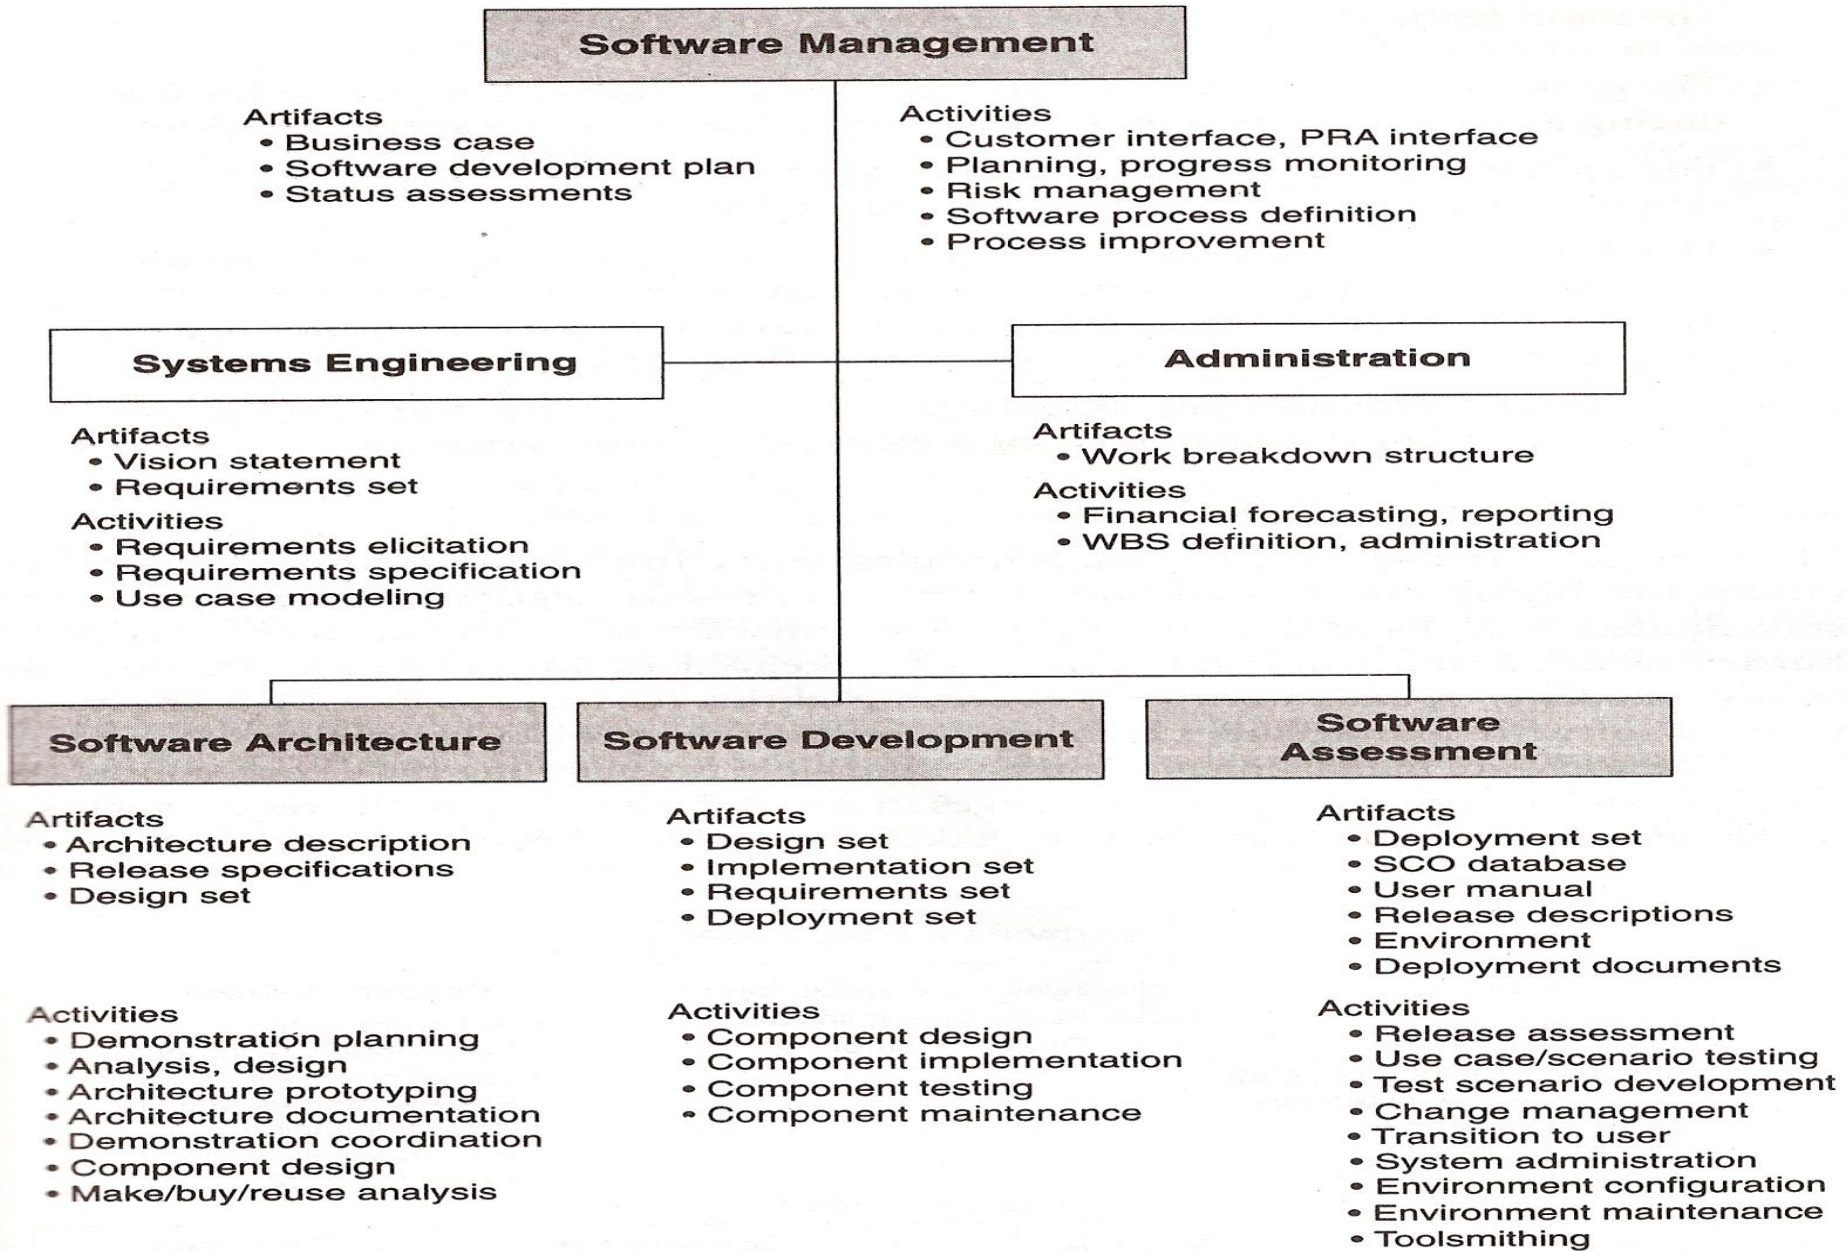 Software Management
Artifacts
• Business case
• Software development plan
• Status assessments
Activities
• Customer interface, PRA interface
• Planning, progress monitoring
• Risk management
• Software process definition
• Process improvement
Systems Engineering
Artifacts
• Vision statement
• Requirements set
Activities
• Requirements elicitation
• Requirements specification
• Use case modeling
Administration
Artifacts
• Work breakdown structure
Activities
• Financial forecasting, reporting
• WBS definition, administration
Software Architecture
Artifacts
• Architecture description
• Release specifications
• Design set
Activities
• Demonstration planning
• Analysis, design
• Architecture prototyping
• Architecture documentation
• Demonstration coordination
• Component design
• Make/buy/reuse analysis
Software Development
Artifacts
• Design set
• Implementation set
• Requirements set
• Deployment set
Activities
• Component design
• Component implementation
• Component testing
• Component maintenance
Software
Assessment
Artifacts
• Deployment set
• SCO database
• User manual
• Release descriptions
• Environment
• Deployment documents
Activities
• Release assessment
• Use case/scenario testing
• Test scenario development
• Change management
• Transition to user
• System administration
• Environment configuration
• Environment maintenance
• Toolsmithing